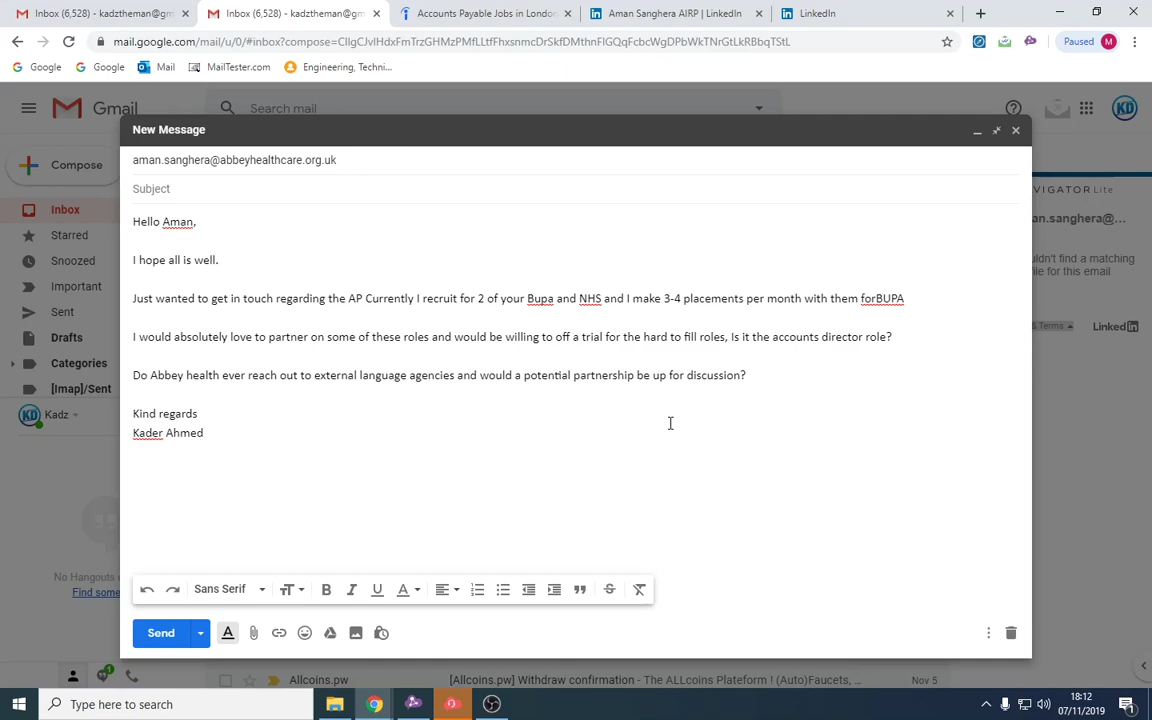 Inbox (6,528) - kadztheman@gm
Inbox (6,528) - kadztheman@gm
Accounts Payable Jobs in London
Aman Sanghera AIRP | LinkedIn
LinkedIn
mail.google.com/mail/u/0/#inbox?compose=CllgCJvlHdxFmTrzGHMzPMfLLtfFhxsnmcDrSkfDMthnFlGQqFcbcWgDPbWkTNrGtLkRBbqTStL
Paused
M
Google
Google
Mail
MailTester.com
Engineering, Techni...
Gmail
Search mail
KD
Compose
Inbox
Starred
Snoozed
Important
Sent
Drafts
Categories
[Imap]/Sent
KD
Kadz
No Hangouts
Find some
New Message
aman.sanghera@abbeyhealthcare.org.uk
Subject
Hello Aman,
I hope all is well.
Just wanted to get in touch regarding the AP Currently I recruit for 2 of your Bupa and NHS and I make 3-4 placements per month with them forBUPA
I would absolutely love to partner on some of these roles and would be willing to off a trial for the hard to fill roles, Is it the accounts director role?
Do Abbey health ever reach out to external language agencies and would a potential partnership be up for discussion?
Kind regards
Kader Ahmed
Sans Serif
Send
VIGATOR Lite
an.sanghera@...
uldn't find a matching
file for this email
& Terms
LinkedIn
Allcoins.pw
[Allcoins.pw] Withdraw confirmation - The ALLcoins Plateform ! (Auto)Faucets, ...
Nov 5
1
Type here to search
18:12
07/11/2019
1